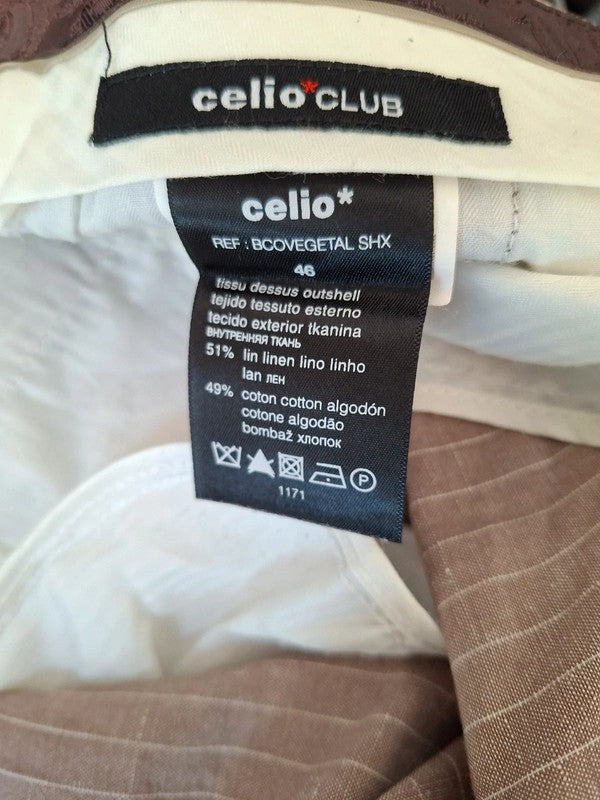 celio*CLUB
celio*
REF : BCOVEGETAL SHX
46
tissu dessus outshell
tejido tessuto esterno
tecido exterior tkanina
ВНУТРЕННЯЯ ТКАНЬ
51% lin linen lino linho
lan лен
49% coton cotton algodón
cotone algodão
bombaž хлопок
P
1171